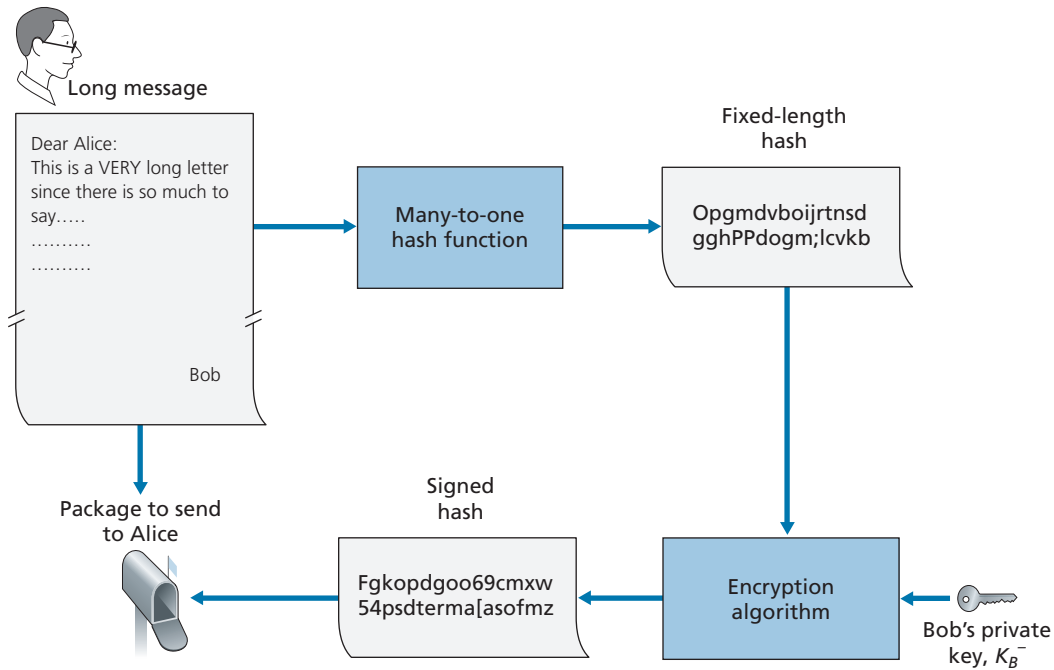 Long message
Dear Alice:
This is a VERY long letter
since there is so much to
say.....
..........
..........
Bob
Many-to-one
hash function
Fixed-length
hash
Opgmdvboijrtnsd
gghPPdogm;lcvkb
Package to send
to Alice
Signed
hash
Fgkopdgoo69cmxw
54psdterma[asofmz
Encryption
algorithm
Bob's private
key, K_B^-